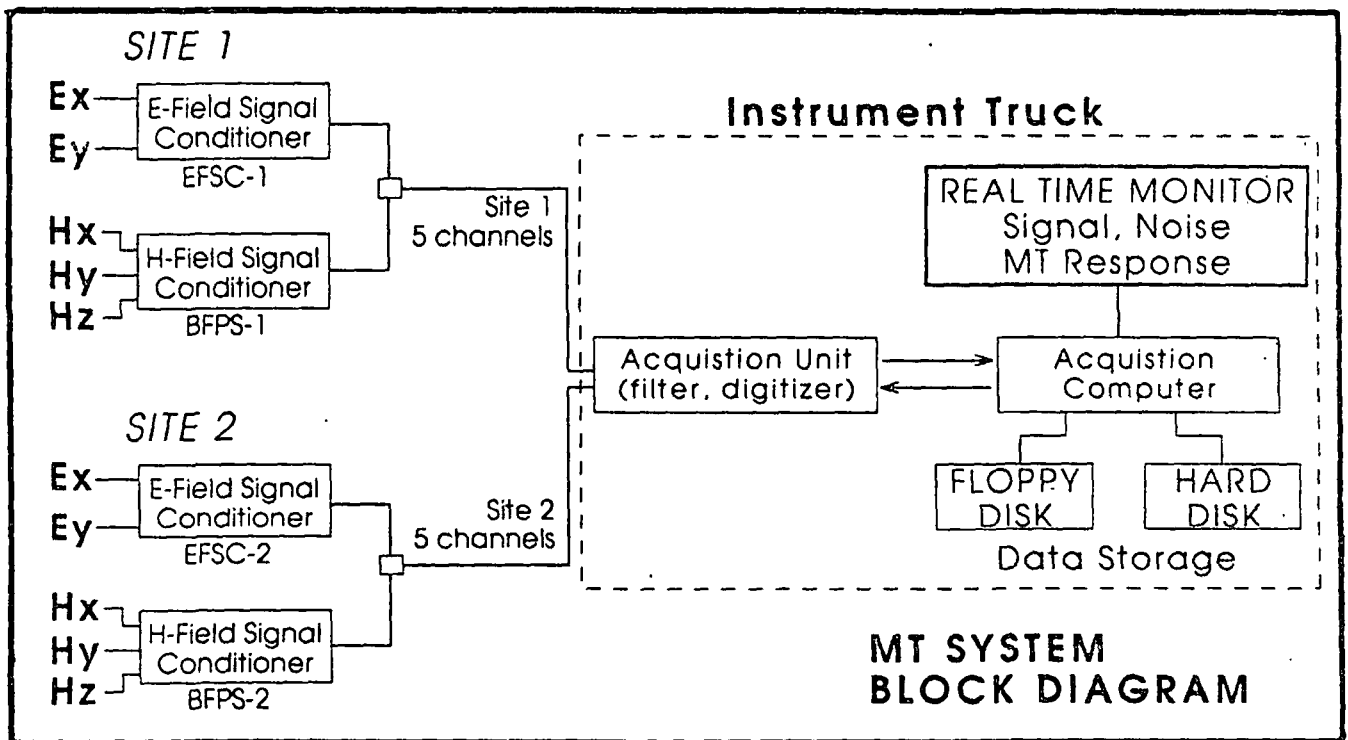 SITE 1
Ex
Ey
E-Field Signal
Conditioner
EFSC-1
Hx
Hy
Hz
H-Field Signal
Conditioner
BFPS-1
Site 1
5 channels
SITE 2
Ex
Ey
E-Field Signal
Conditioner
EFSC-2
Hx
Hy
Hz
H-Field Signal
Conditioner
BFPS-2
Site 2
5 channels
Instrument Truck
REAL TIME MONITOR
Signal, Noise
MT Response
Acquistion Unit
(filter, digitizer)
Acquistion
Computer
FLOPPY
DISK
HARD
DISK
Data Storage
MT SYSTEM
BLOCK DIAGRAM